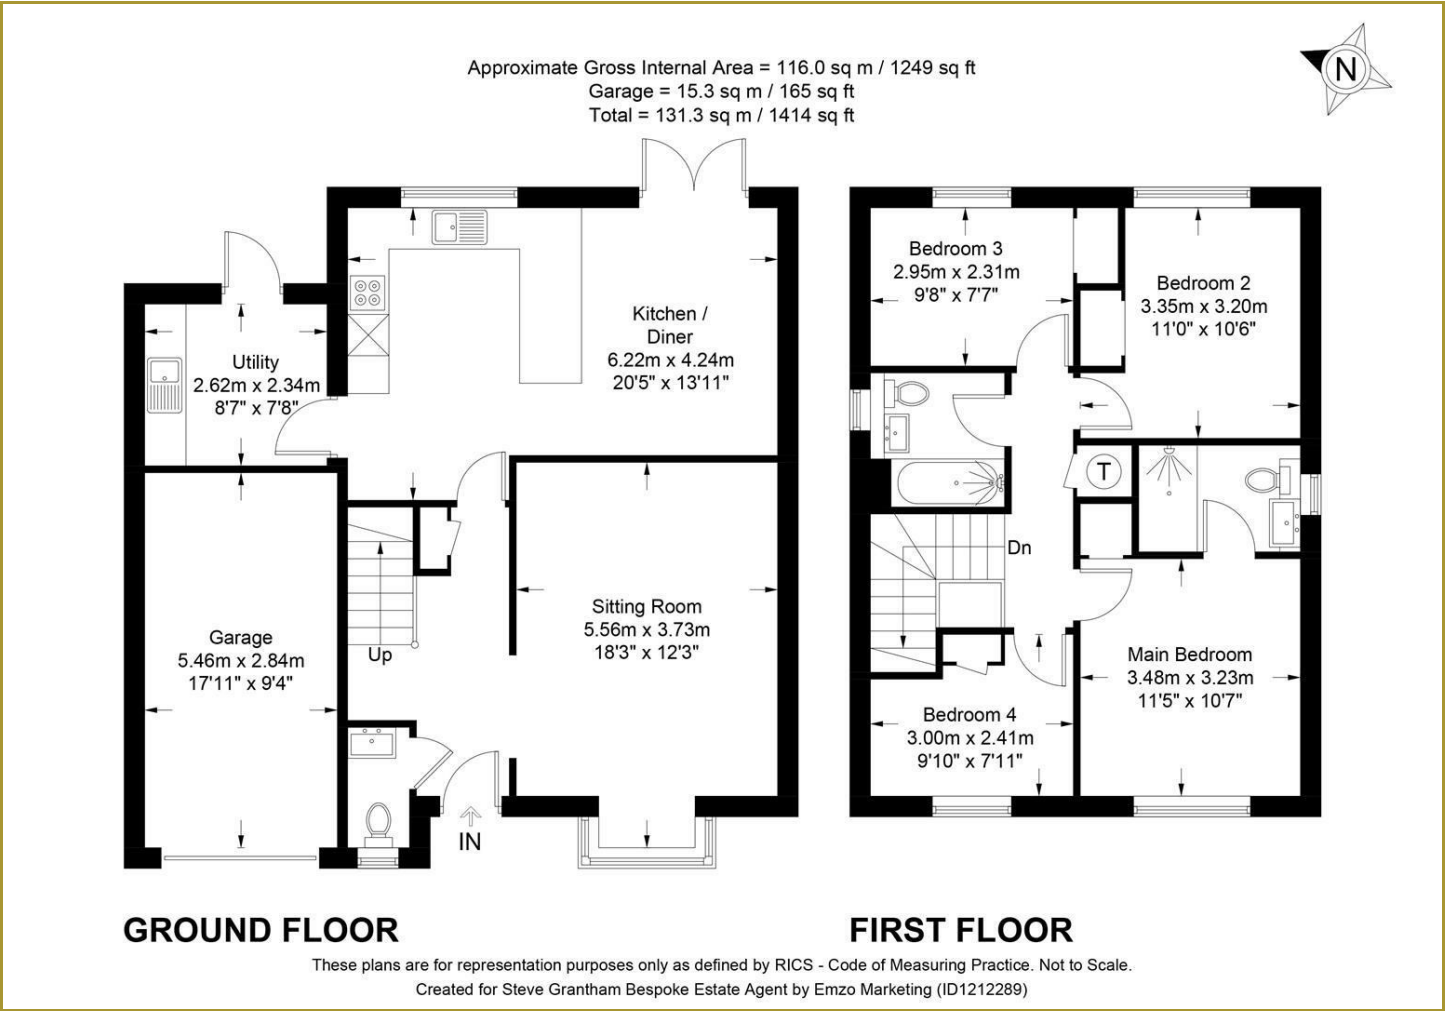 Approximate Gross Internal Area = 116.0 sq m / 1249 sq ft
Garage = 15.3 sq m / 165 sq ft
Total = 131.3 sq m / 1414 sq ft
N
Kitchen /
Diner
6.22m x 4.24m
20'5" x 13'11"
Utility
2.62m x 2.34m
8'7" x 7'8"
Garage
5.46m x 2.84m
17'11" x 9'4"
Up
Sitting Room
5.56m x 3.73m
18'3" x 12'3"
IN
Bedroom 3
2.95m x 2.31m
9'8" x 7'7"
Bedroom 2
3.35m x 3.20m
11'0" x 10'6"
T
Dn
Main Bedroom
3.48m x 3.23m
11'5" x 10'7"
Bedroom 4
3.00m x 2.41m
9'10" x 7'11"
GROUND FLOOR
FIRST FLOOR
These plans are for representation purposes only as defined by RICS - Code of Measuring Practice. Not to Scale.
Created for Steve Grantham Bespoke Estate Agent by Emzo Marketing (ID1212289)